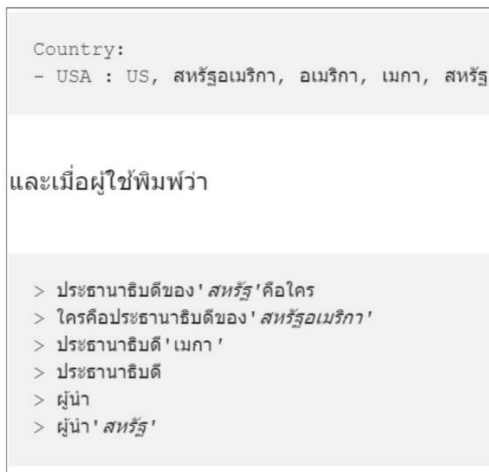 Country:
- USA : US, สหรัฐอเมริกา, อเมริกา, เมกา, สหรัฐ
และเมื่อผู้ใช้พิมพ์ว่า
> ประธานาธิบดีของ'สหรัฐ'คือใคร
> ใครคือประธานาธิบดีของ'สหรัฐอเมริกา'
> ประธานาธิบดี'เมกา'
> ประธานาธิบดี
> ผู้นำ
> ผู้นำ'สหรัฐ'